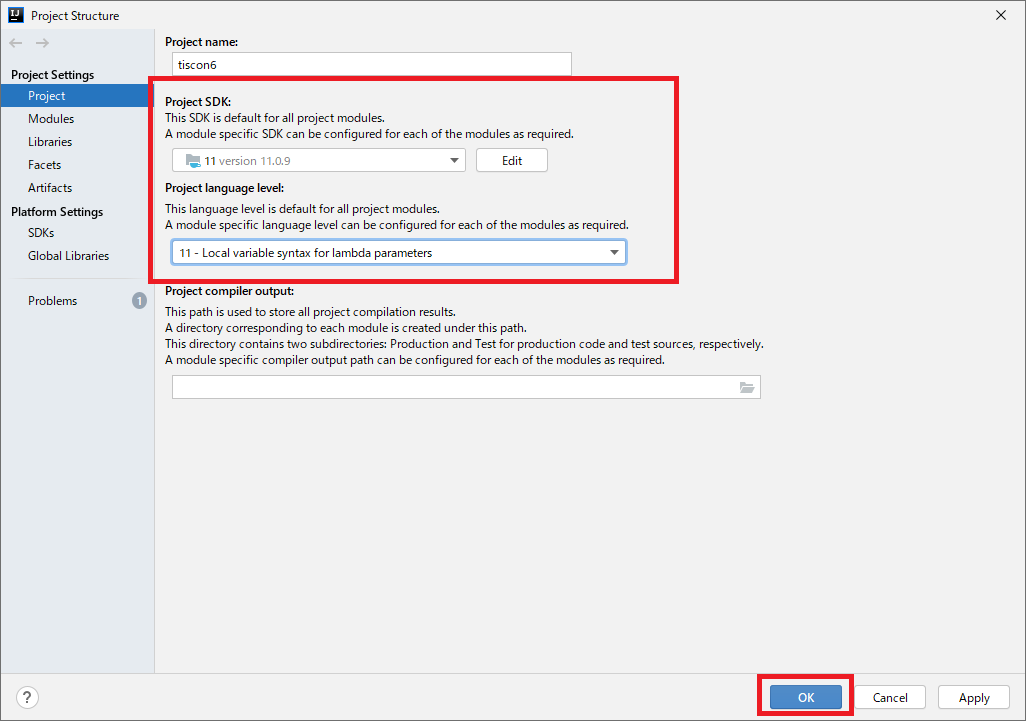 IJ
Project Structure
Project Settings
Project
Modules
Libraries
Facets
Artifacts
Platform Settings
SDKs
Global Libraries
Problems
1
Project name:
tiscon6
Project SDK:
This SDK is default for all project modules.
A module specific SDK can be configured for each of the modules as required.
11 version 11.0.9
Edit
Project language level:
This language level is default for all project modules.
A module specific language level can be configured for each of the modules as required.
11 - Local variable syntax for lambda parameters
Project compiler output:
This path is used to store all project compilation results.
A directory corresponding to each module is created under this path.
This directory contains two subdirectories: Production and Test for production code and test sources, respectively.
A module specific compiler output path can be configured for each of the modules as required.
?
OK
Cancel
Apply